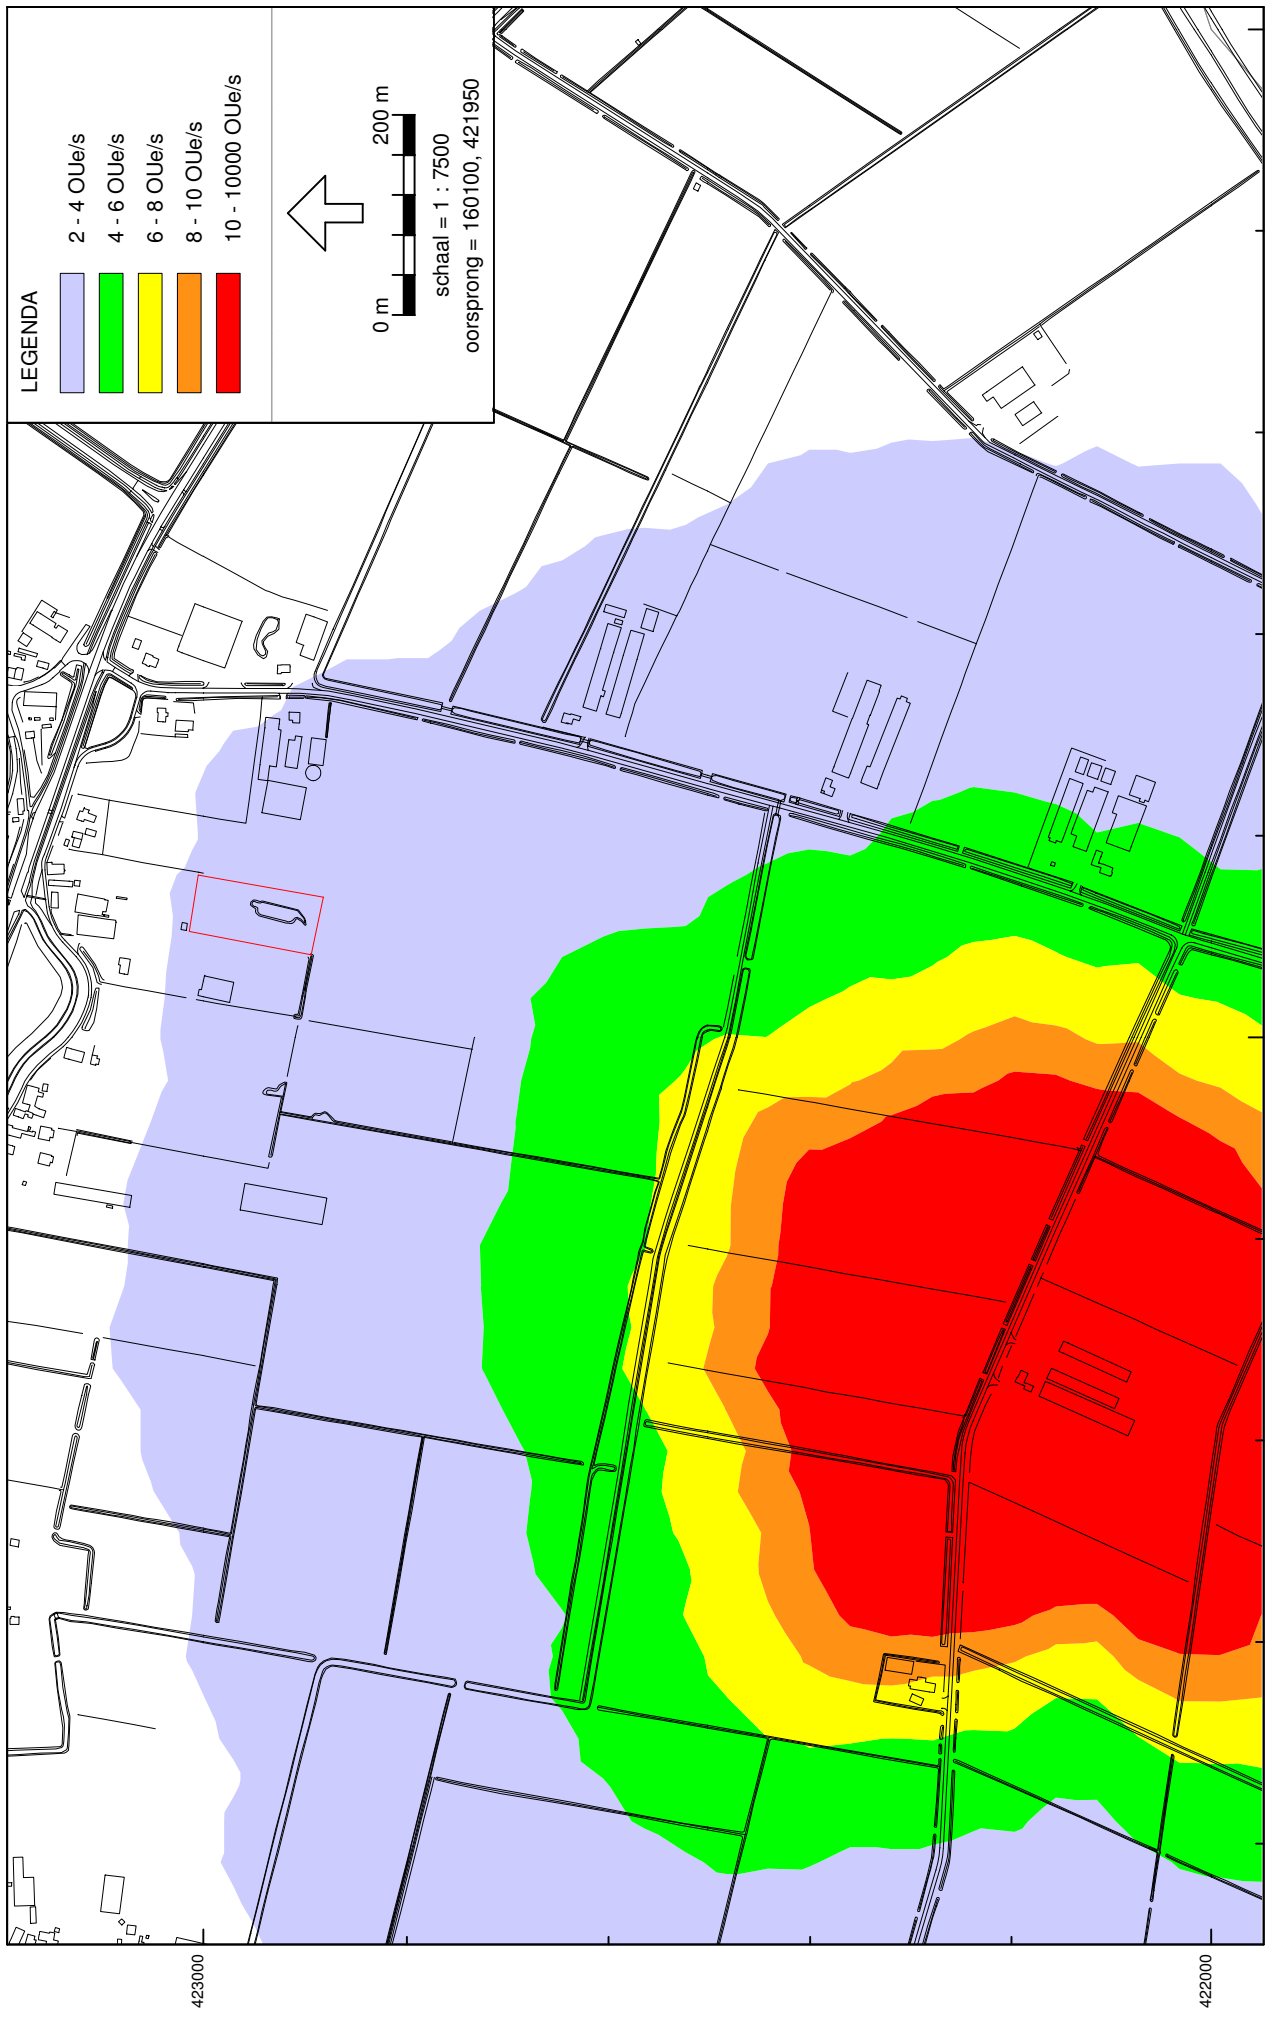 LEGENDA
2 - 4 OUe/s
4 - 6 OUe/s
6 - 8 OUe/s
8 - 10 OUe/s
10 - 10000 OUe/s
0 m 200 m
schaal = 1 : 7500
oorsprong = 160100, 421950
423000
422000